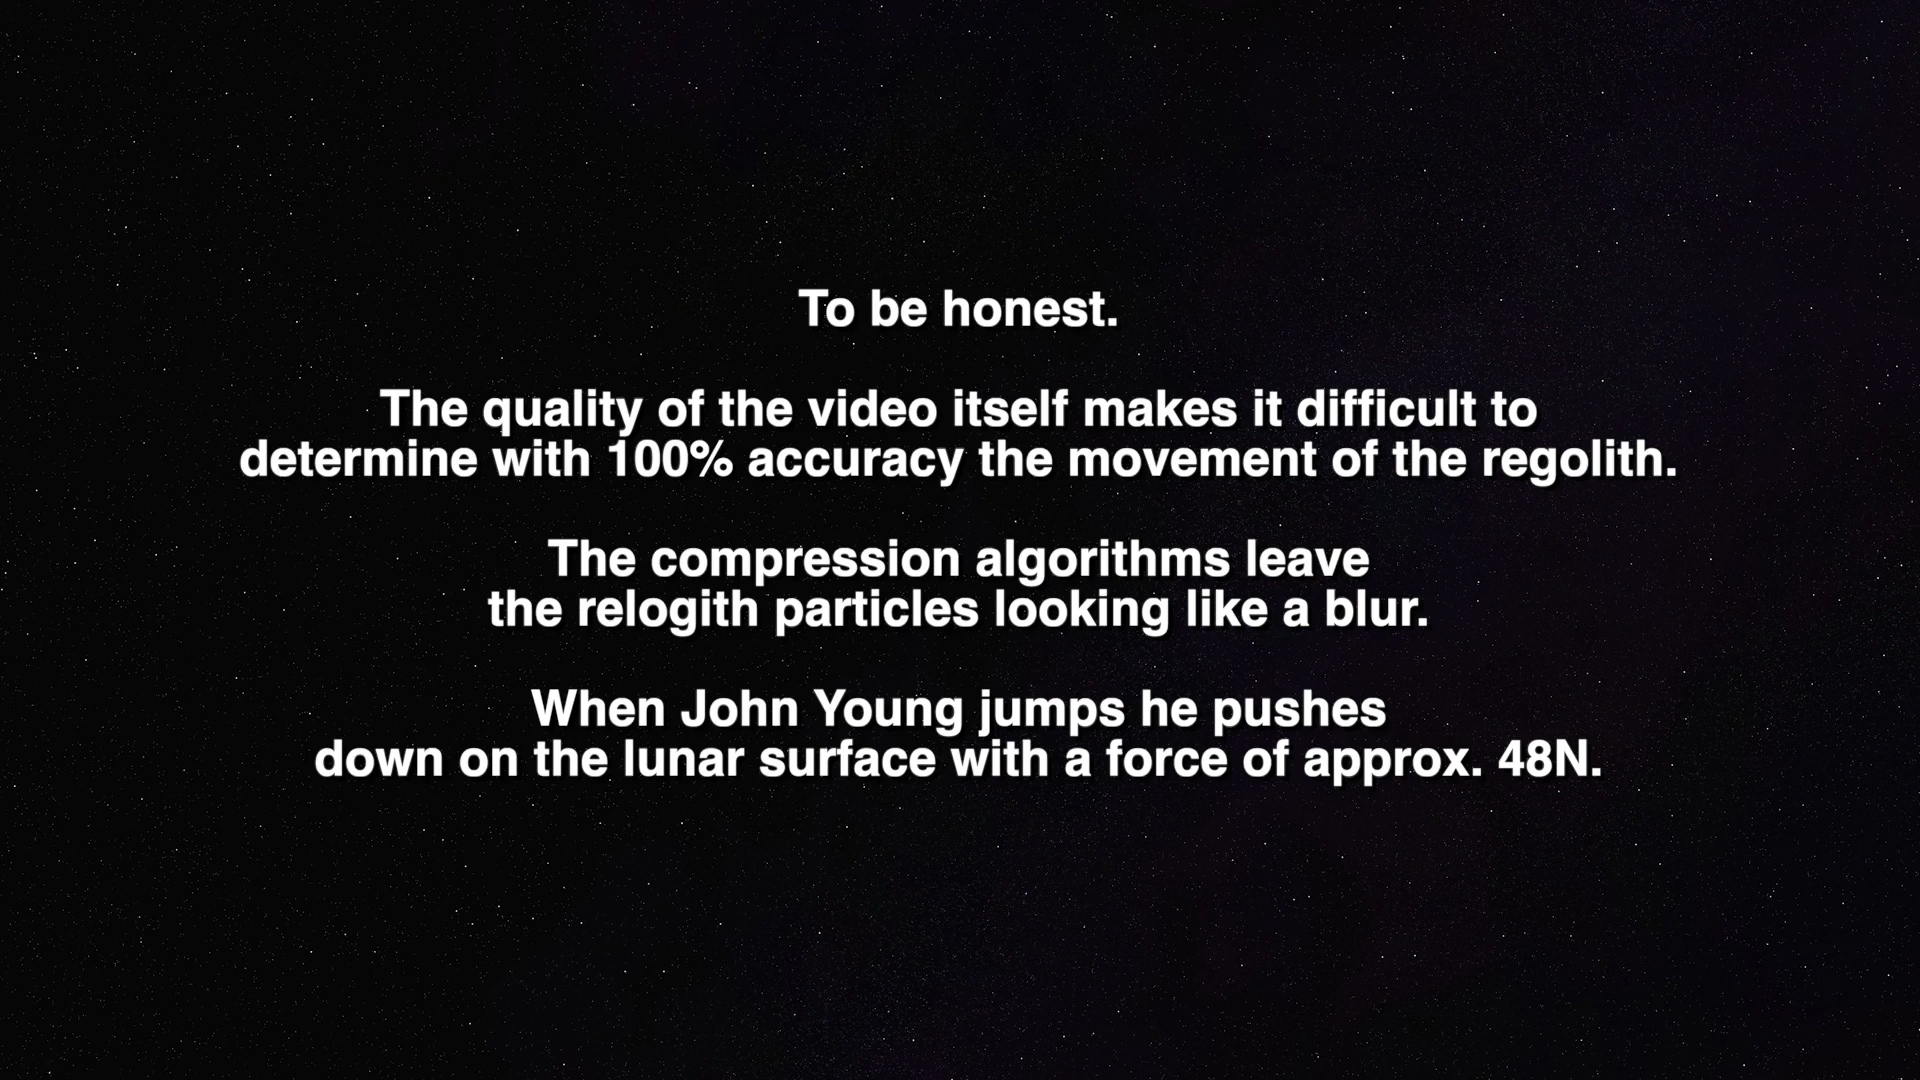 To be honest.
The quality of the video itself makes it difficult to
determine with 100% accuracy the movement of the regolith.
The compression algorithms leave
the relogith particles looking like a blur.
When John Young jumps he pushes
down on the lunar surface with a force of approx. 48N.